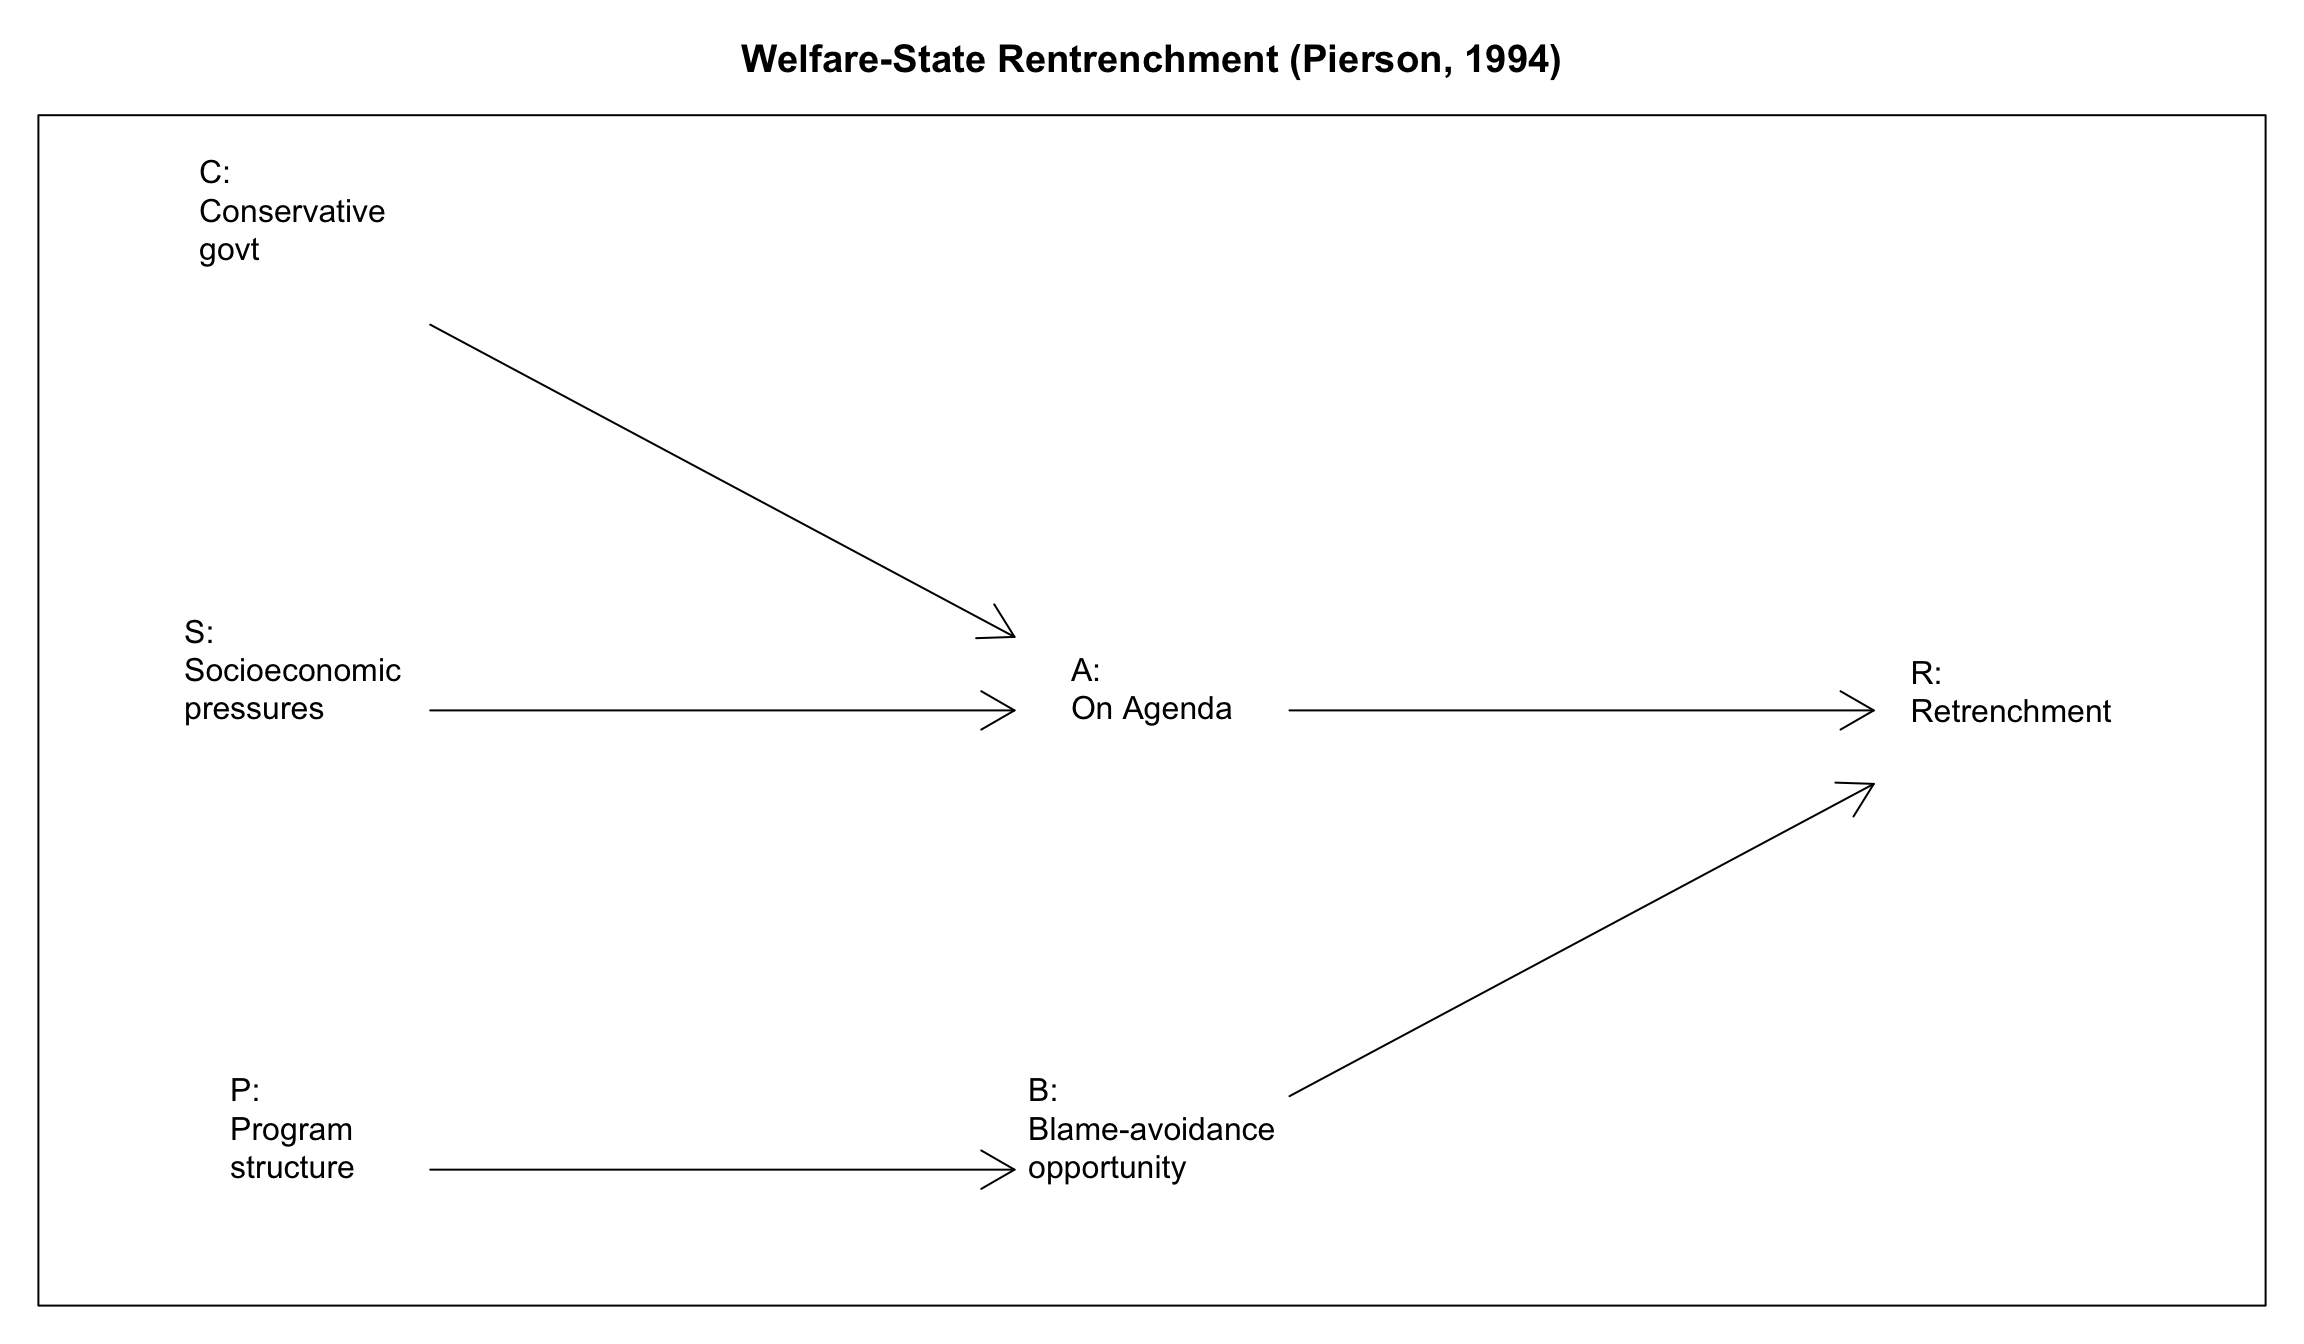 Welfare-State Rentrenchment (Pierson, 1994)
C:
Conservative
govt
S:
Socioeconomic
pressures
A:
On Agenda
R:
Retrenchment
P:
Program
structure
B:
Blame-avoidance
opportunity